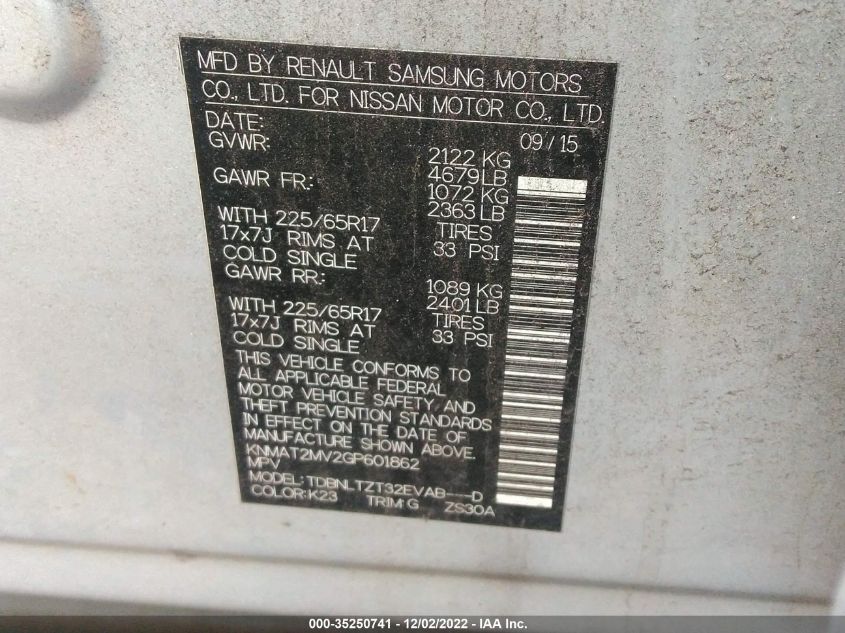 MFD BY RENAULT SAMSUNG MOTORS
CO., LTD. FOR NISSAN MOTOR CO., LTD.
DATE: 09/15
GVWR: 2122 KG
4679 LB
GAWR FR: 1072 KG
2363 LB
WITH 225/65R17 TIRES
17x7J RIMS AT 33 PSI
COLD SINGLE
GAWR RR: 1089 KG
2401 LB
WITH 225/65R17 TIRES
17x7J RIMS AT 33 PSI
COLD SINGLE
THIS VEHICLE CONFORMS TO
ALL APPLICABLE FEDERAL
MOTOR VEHICLE SAFETY, AND
THEFT PREVENTION STANDARDS
IN EFFECT ON THE DATE OF
MANUFACTURE SHOWN ABOVE.
KNMAT2MV2GP601862
MPV
MODEL: TDBNLTZT32EVAB---D
COLOR: K23 TRIM: G ZS30A
000-35250741 - 12/02/2022 - IAA Inc.